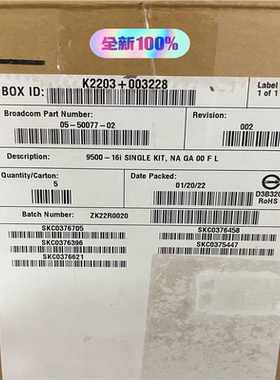 全新100%
BOX ID: K2203+003228
Label
1 of 1
Broadcom Part Number: Revision:
05-50077-02 002
Description: 9500-16i SINGLE KIT, NA GA 00 F L
Quantity/Carton: Date Packed:
5 01/20/22
D3B320
RoHS
Batch Number: ZK22R0020
SKC0376705 SKC0376458
SKC0376396 SKC0375447
SKC0376621